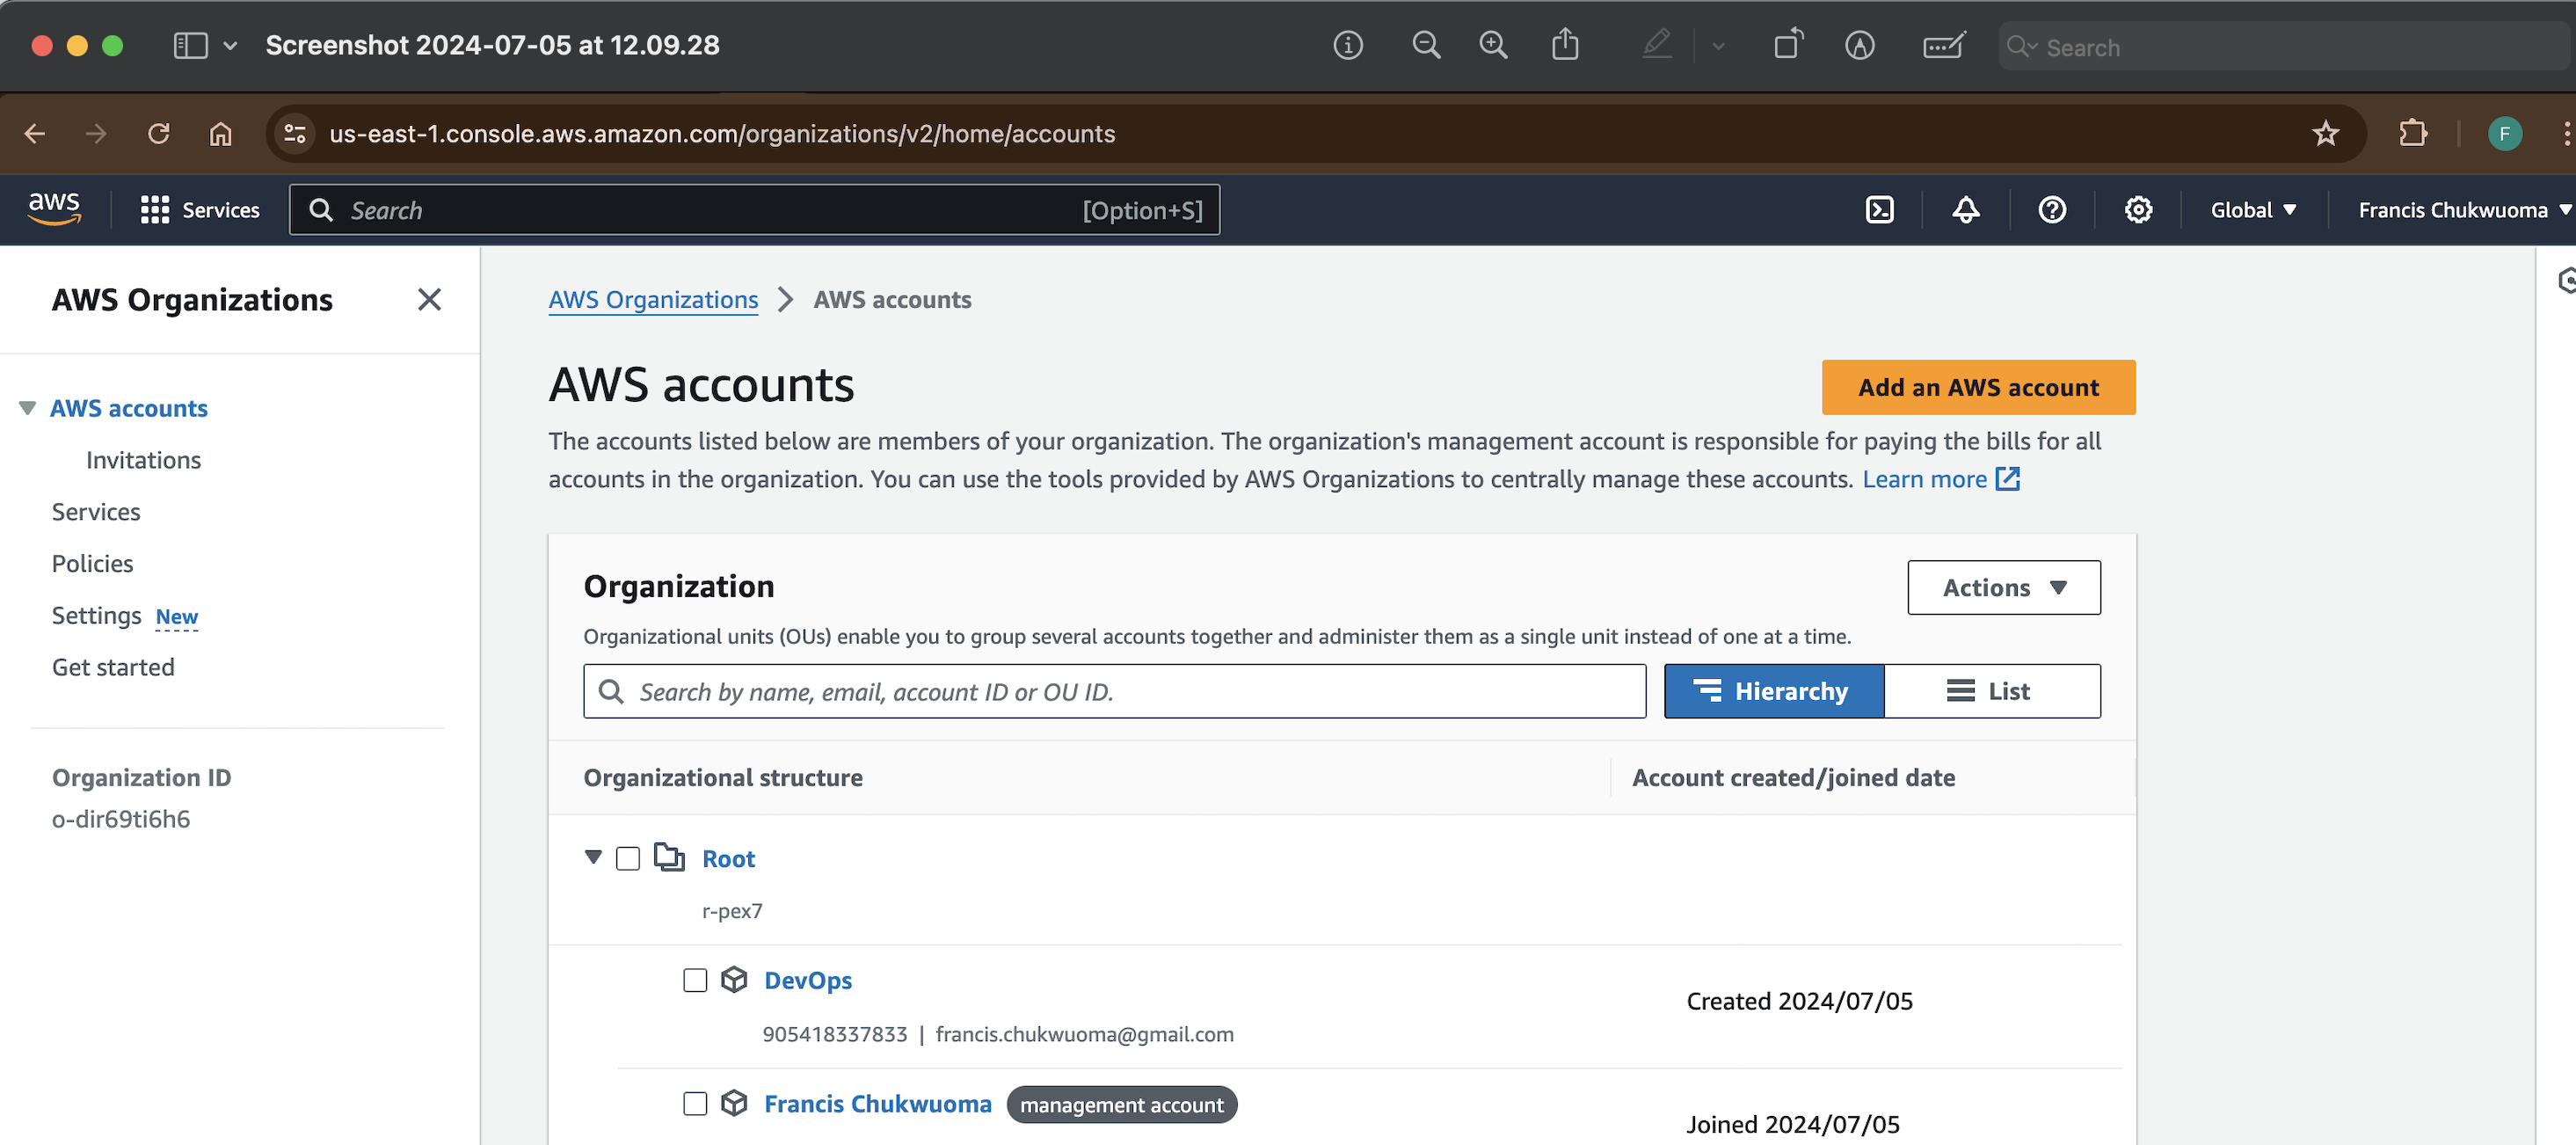 Screenshot 2024-07-05 at 12.09.28
Search
us-east-1.console.aws.amazon.com/organizations/v2/home/accounts
F
aws
Services
Search
[Option+S]
Global
Francis Chukwuoma
AWS Organizations
AWS accounts
Invitations
Services
Policies
Settings New
Get started
Organization ID
o-dir69ti6h6
AWS Organizations > AWS accounts
AWS accounts
Add an AWS account
The accounts listed below are members of your organization. The organization's management account is responsible for paying the bills for all
accounts in the organization. You can use the tools provided by AWS Organizations to centrally manage these accounts. Learn more
Organization
Actions
Organizational units (OUs) enable you to group several accounts together and administer them as a single unit instead of one at a time.
Search by name, email, account ID or OU ID.
Hierarchy
List
Organizational structure
Account created/joined date
Root
r-pex7
DevOps
Created 2024/07/05
905418337833 | francis.chukwuoma@gmail.com
Francis Chukwuoma management account
Joined 2024/07/05